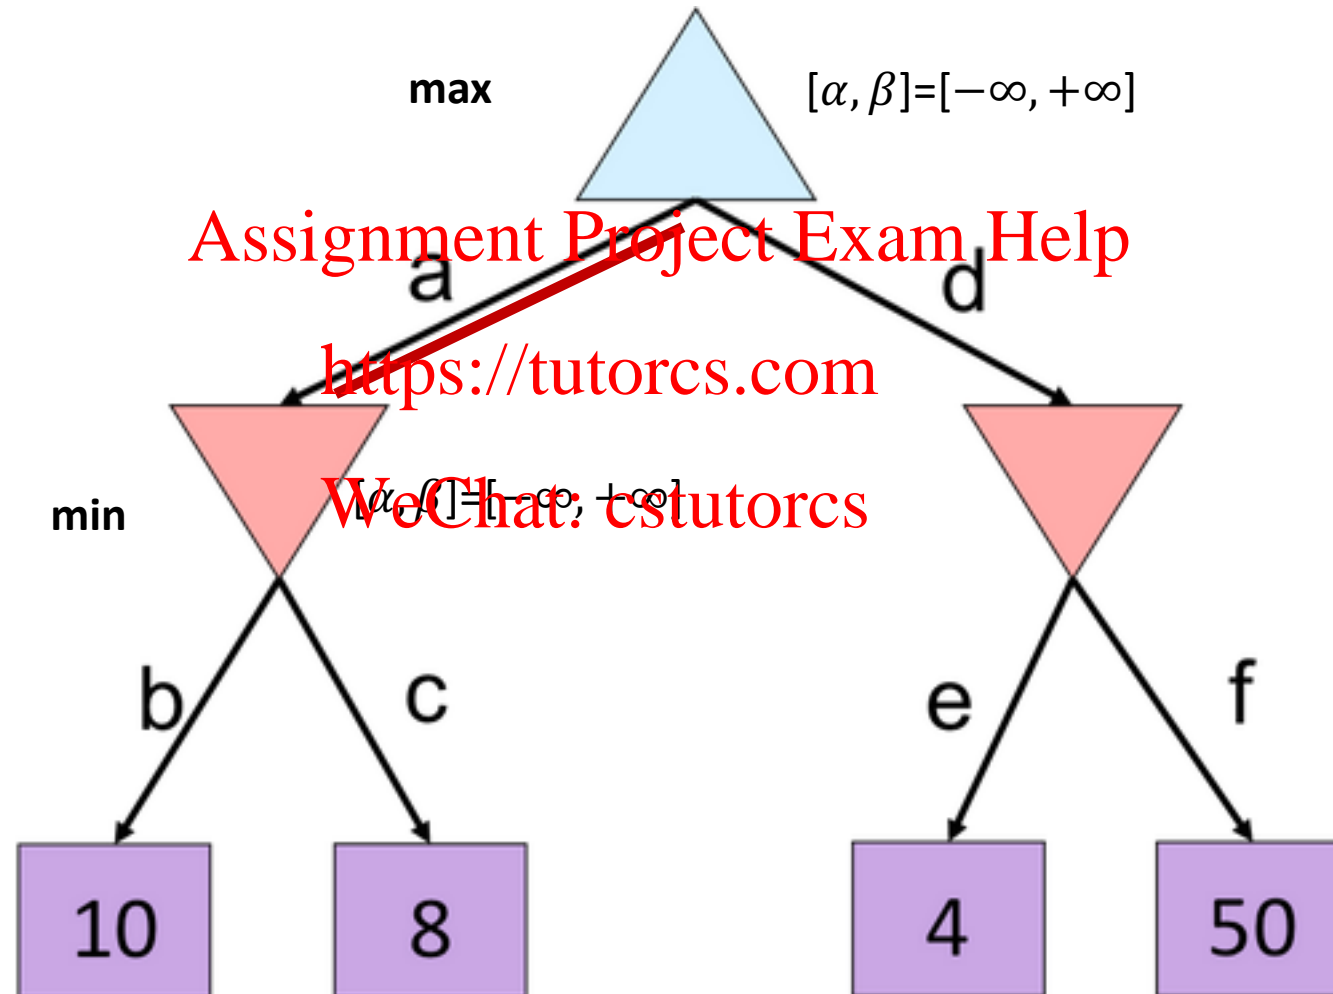 max
[𝛼, 𝛽]=[−∞, +∞]
Assignment Project Exam Help
a
d
https://tutorcs.com
min
[𝛼, 𝛽]=[−∞, +∞]
WeChat: cstutorcs
b
c
e
f
10
8
4
50